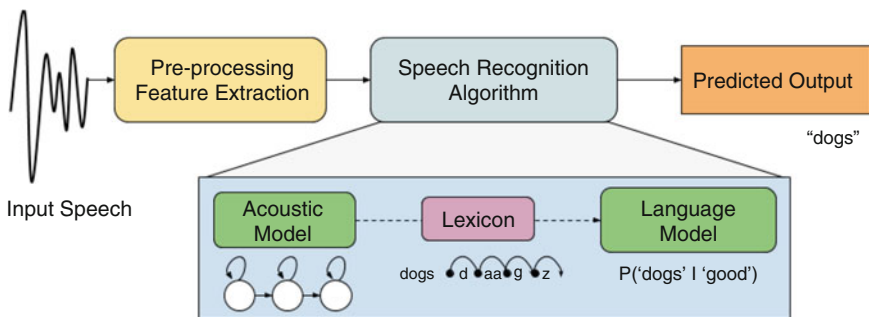 Pre-processing
Feature Extraction
Speech Recognition
Algorithm
Predicted Output
“dogs”
Input Speech
Acoustic
Model
Lexicon
Language
Model
dogs d aa g z
P(‘dogs’ | ‘good’)